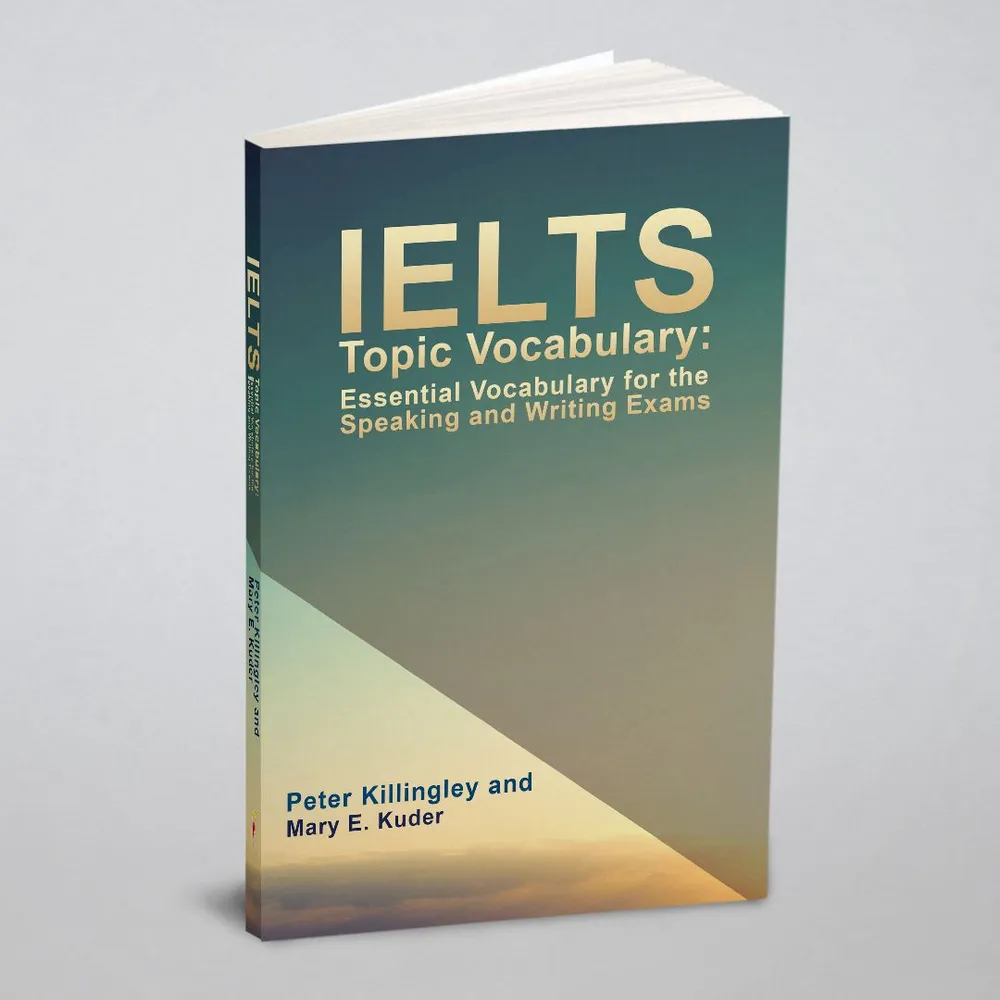 IELTS
Topic Vocabulary:
Essential Vocabulary for the
Speaking and Writing Exams
Peter Killingley and
Mary E. Kuder
IELTS
Topic Vocabulary:
Peter Killingley and
Mary E. Kuder